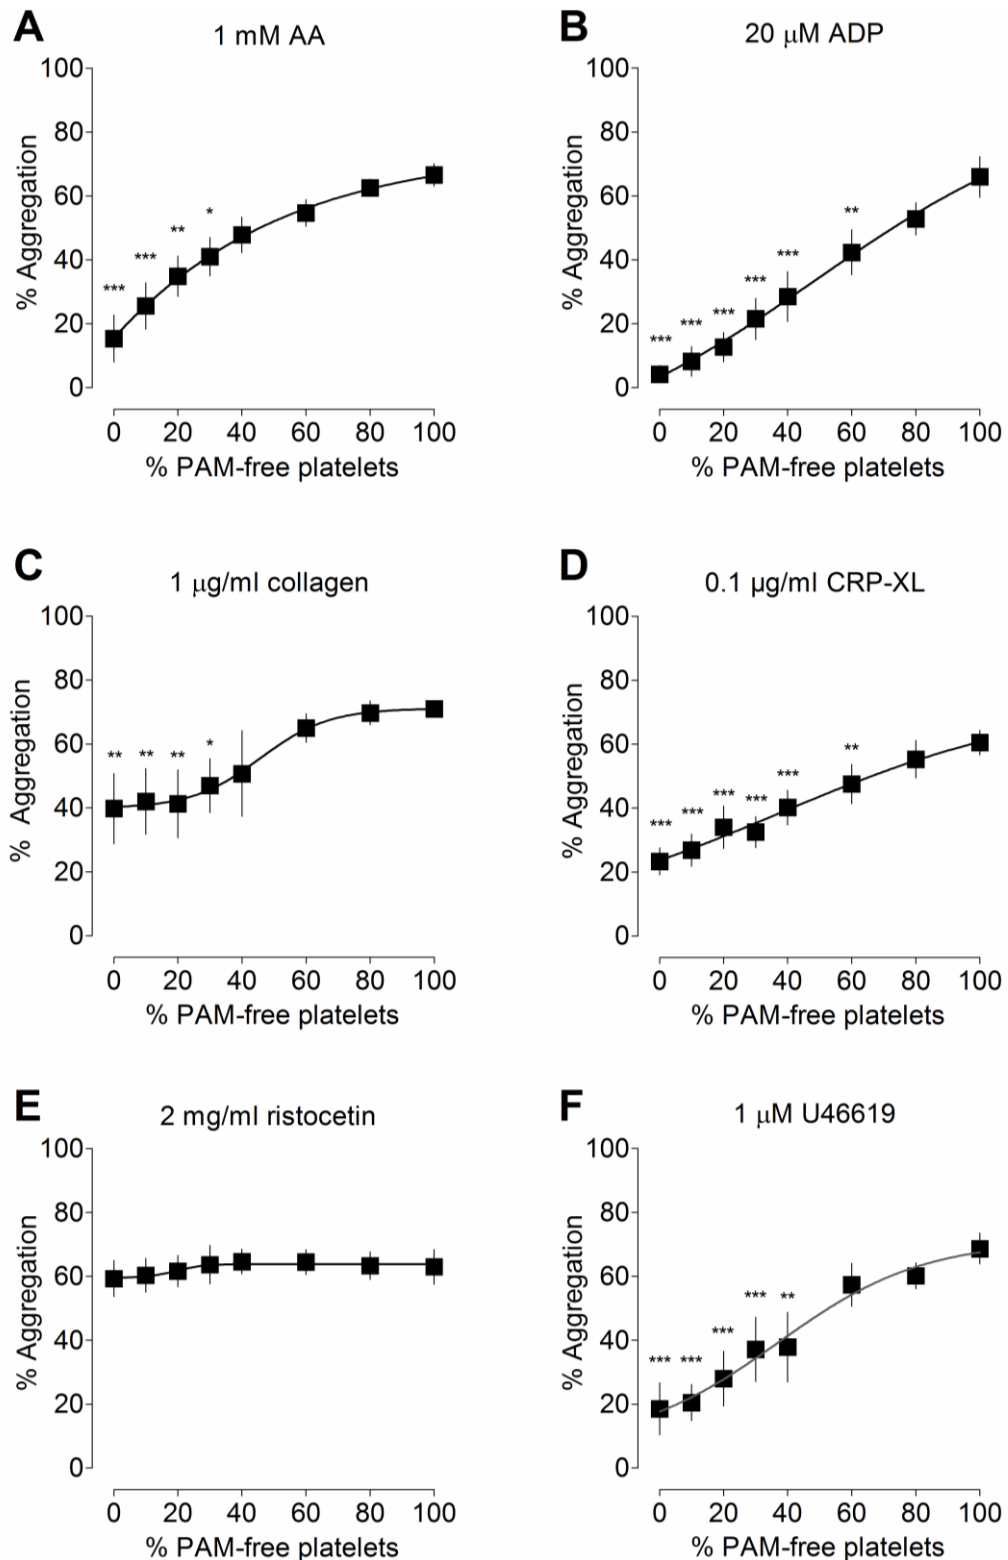 A
1 mM AA
% Aggregation
100
80
60
40
20
0
***
***
**
*
0 20 40 60 80 100
% PAM-free platelets
B
20 μM ADP
% Aggregation
100
80
60
40
20
0
***
***
***
***
***
**
0 20 40 60 80 100
% PAM-free platelets
C
1 μg/ml collagen
% Aggregation
100
80
60
40
20
0
** ** ** *
0 20 40 60 80 100
% PAM-free platelets
D
0.1 µg/ml CRP-XL
% Aggregation
100
80
60
40
20
0
***
***
***
***
***
**
0 20 40 60 80 100
% PAM-free platelets
E
2 mg/ml ristocetin
% Aggregation
100
80
60
40
20
0
0 20 40 60 80 100
% PAM-free platelets
F
1 μM U46619
% Aggregation
100
80
60
40
20
0
*** ***
***
*** **
0 20 40 60 80 100
% PAM-free platelets